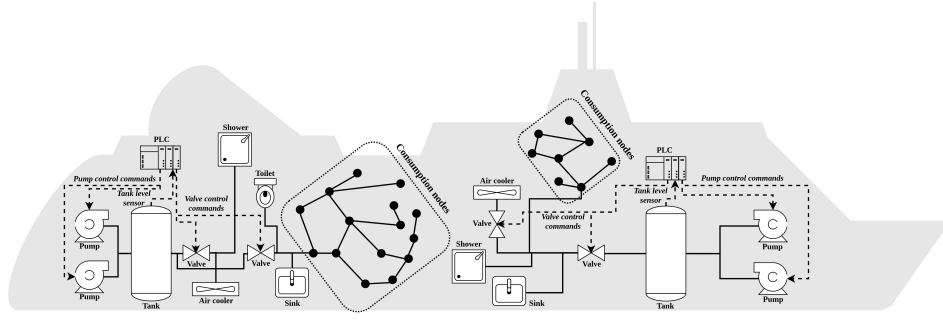 Shower
PLC
Toilet
Pump control commands
Tank level
sensor
Valve control
commands
Consumption nodes
Pump
Valve
Valve
Pump
Tank
Air cooler
Sink
Consumption nodes
PLC
Air cooler
Tank level
sensor
Pump control commands
Valve
Valve control
commands
Shower
Pump
Valve
Sink
Tank
Pump